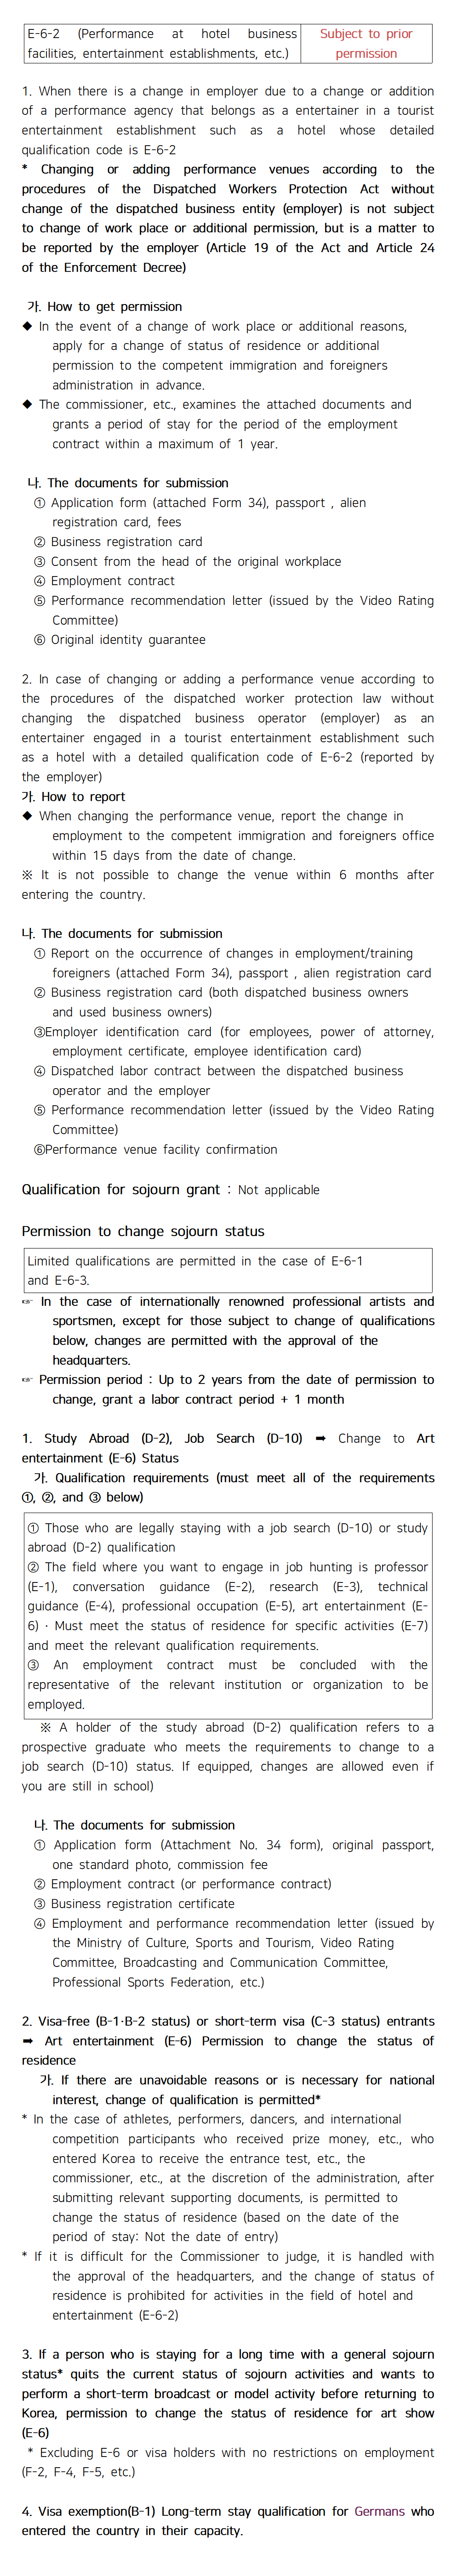 E-6-2 (Performance at hotel business
facilities, entertainment establishments, etc.)
Subject to prior
permission
1. When there is a change in employer due to a change or addition
of a performance agency that belongs as a entertainer in a tourist
entertainment establishment such as a hotel whose detailed
qualification code is E-6-2
* Changing or adding performance venues according to the
procedures of the Dispatched Workers Protection Act without
change of the dispatched business entity (employer) is not subject
to change of work place or additional permission, but is a matter to
be reported by the employer (Article 19 of the Act and Article 24
of the Enforcement Decree)
가. How to get permission
◆ In the event of a change of work place or additional reasons,
apply for a change of status of residence or additional
permission to the competent immigration and foreigners
administration in advance.
◆ The commissioner, etc., examines the attached documents and
grants a period of stay for the period of the employment
contract within a maximum of 1 year.
나. The documents for submission
① Application form (attached Form 34), passport , alien
registration card, fees
② Business registration card
③ Consent from the head of the original workplace
④ Employment contract
⑤ Performance recommendation letter (issued by the Video Rating
Committee)
⑥ Original identity guarantee
2. In case of changing or adding a performance venue according to
the procedures of the dispatched worker protection law without
changing the dispatched business operator (employer) as an
entertainer engaged in a tourist entertainment establishment such
as a hotel with a detailed qualification code of E-6-2 (reported by
the employer)
가. How to report
◆ When changing the performance venue, report the change in
employment to the competent immigration and foreigners office
within 15 days from the date of change.
※ It is not possible to change the venue within 6 months after
entering the country.
나. The documents for submission
① Report on the occurrence of changes in employment/training
foreigners (attached Form 34), passport , alien registration card
② Business registration card (both dispatched business owners
and used business owners)
③Employer identification card (for employees, power of attorney,
employment certificate, employee identification card)
④ Dispatched labor contract between the dispatched business
operator and the employer
⑤ Performance recommendation letter (issued by the Video Rating
Committee)
⑥Performance venue facility confirmation
Qualification for sojourn grant : Not applicable
Permission to change sojourn status
Limited qualifications are permitted in the case of E-6-1
and E-6-3.
☞ In the case of internationally renowned professional artists and
sportsmen, except for those subject to change of qualifications
below, changes are permitted with the approval of the
headquarters.
☞ Permission period : Up to 2 years from the date of permission to
change, grant a labor contract period + 1 month
1. Study Abroad (D-2), Job Search (D-10) ➡ Change to Art
entertainment (E-6) Status
가. Qualification requirements (must meet all of the requirements
①, ②, and ③ below)
① Those who are legally staying with a job search (D-10) or study
abroad (D-2) qualification
② The field where you want to engage in job hunting is professor
(E-1), conversation guidance (E-2), research (E-3), technical
guidance (E-4), professional occupation (E-5), art entertainment (E-
6) · Must meet the status of residence for specific activities (E-7)
and meet the relevant qualification requirements.
③ An employment contract must be concluded with the
representative of the relevant institution or organization to be
employed.
※ A holder of the study abroad (D-2) qualification refers to a
prospective graduate who meets the requirements to change to a
job search (D-10) status. If equipped, changes are allowed even if
you are still in school)
나. The documents for submission
① Application form (Attachment No. 34 form), original passport,
one standard photo, commission fee
② Employment contract (or performance contract)
③ Business registration certificate
④ Employment and performance recommendation letter (issued by
the Ministry of Culture, Sports and Tourism, Video Rating
Committee, Broadcasting and Communication Committee,
Professional Sports Federation, etc.)
2. Visa-free (B-1·B-2 status) or short-term visa (C-3 status) entrants
➡ Art entertainment (E-6) Permission to change the status of
residence
가. If there are unavoidable reasons or is necessary for national
interest, change of qualification is permitted*
* In the case of athletes, performers, dancers, and international
competition participants who received prize money, etc., who
entered Korea to receive the entrance test, etc., the
commissioner, etc., at the discretion of the administration, after
submitting relevant supporting documents, is permitted to
change the status of residence (based on the date of the
period of stay: Not the date of entry)
* If it is difficult for the Commissioner to judge, it is handled with
the approval of the headquarters, and the change of status of
residence is prohibited for activities in the field of hotel and
entertainment (E-6-2)
3. If a person who is staying for a long time with a general sojourn
status* quits the current status of sojourn activities and wants to
perform a short-term broadcast or model activity before returning to
Korea, permission to change the status of residence for art show
(E-6)
* Excluding E-6 or visa holders with no restrictions on employment
(F-2, F-4, F-5, etc.)
4. Visa exemption(B-1) Long-term stay qualification for Germans who
entered the country in their capacity.